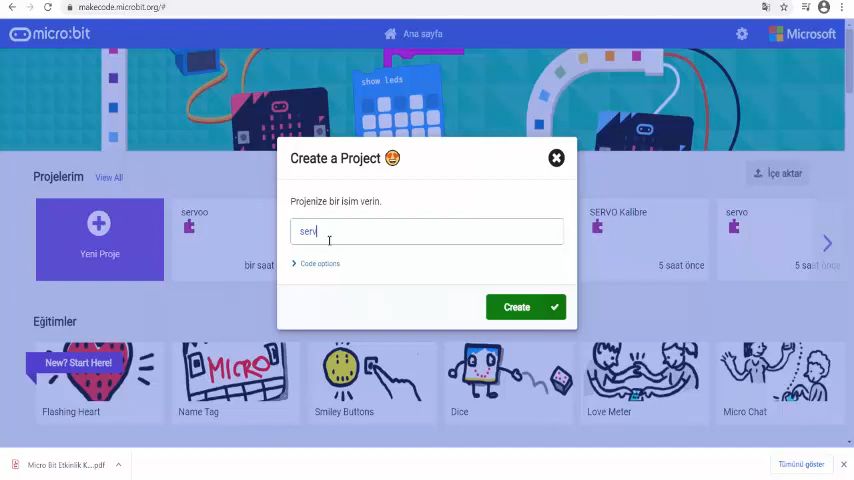 makecode.microbit.org/#
micro:bit
Ana sayfa
Microsoft
show leds
Create a Project 🤩
Projelerim
View All
İçe aktar
Projenize bir isim verin.
serv
Yeni Proje
servoo
bir saat
SERVO Kalibre
5 saat önce
servo
5 saat önce
Code options
Create
Eğitimler
New? Start Here!
MICRO
Flashing Heart
Name Tag
Smiley Buttons
Dice
Love Meter
Micro Chat
Micro Bit Etkinlik K....pdf
Tümünü göster